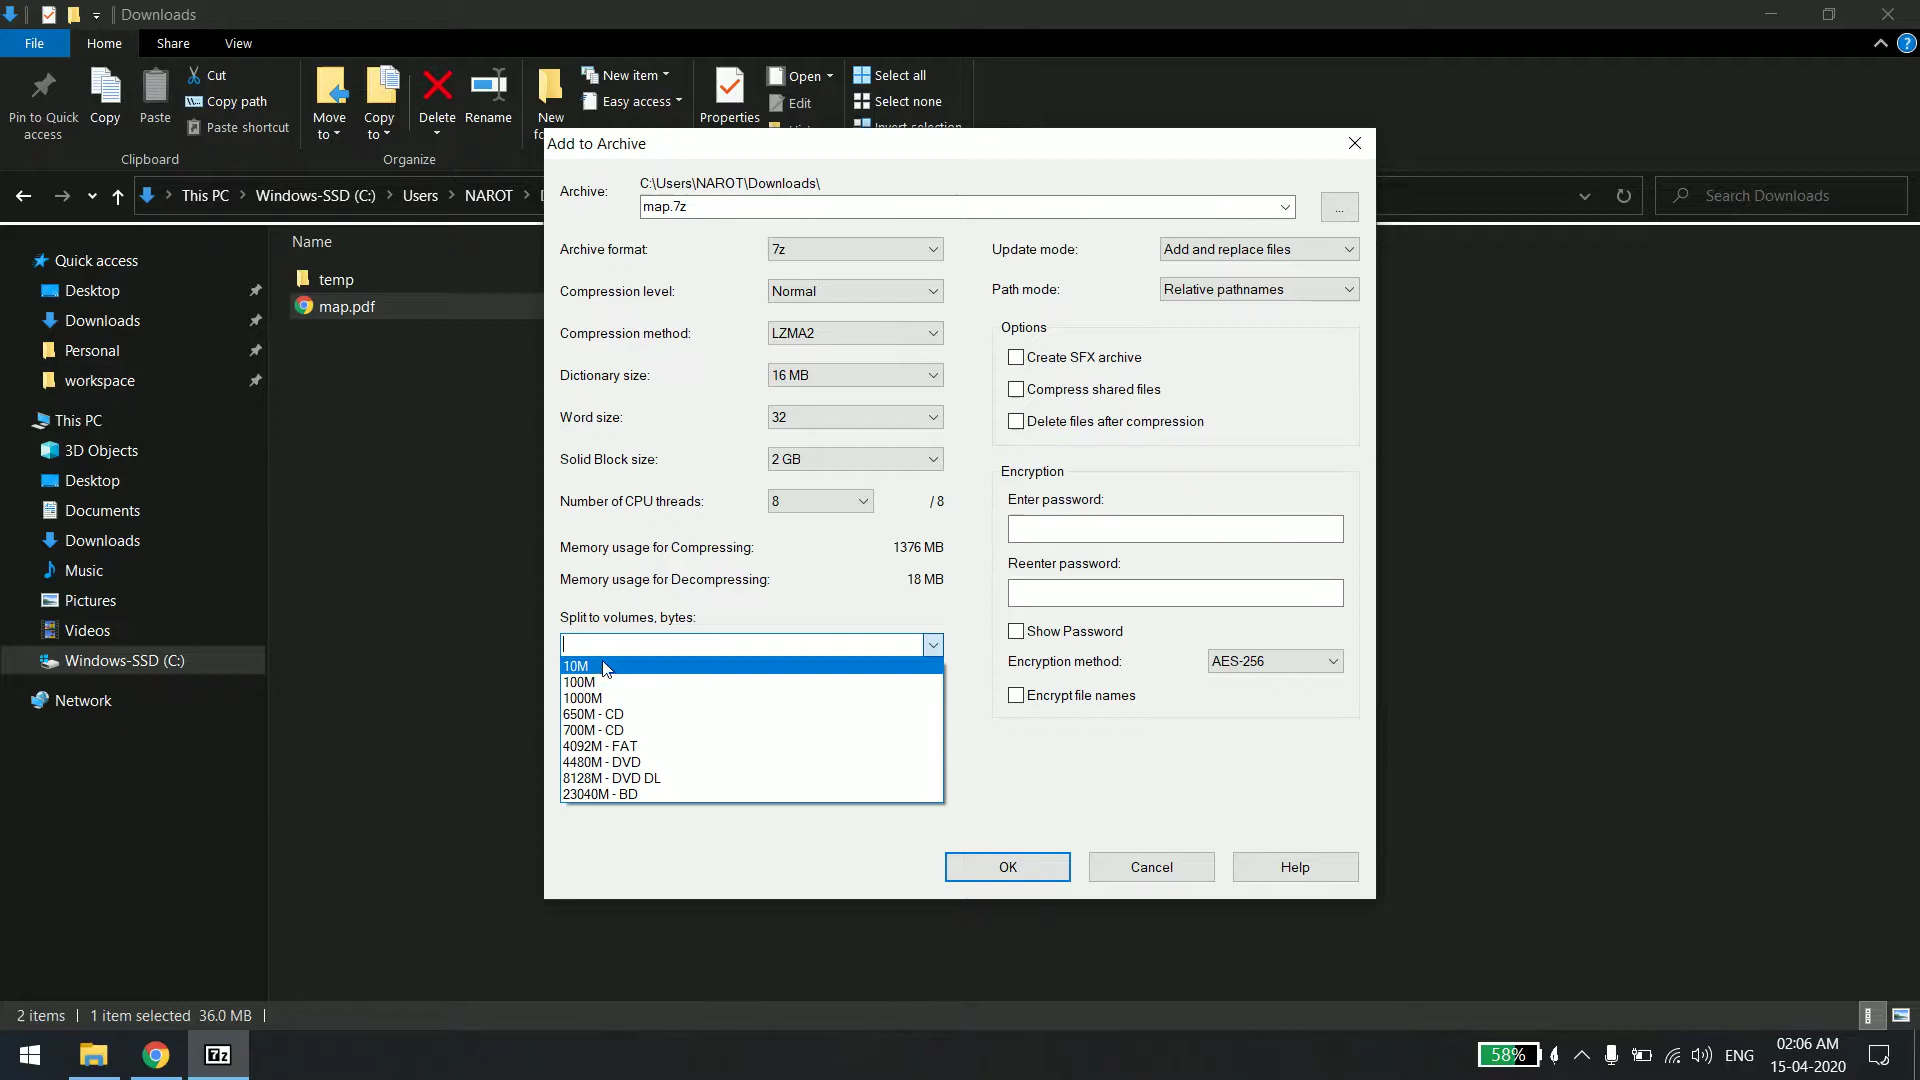 Downloads
File
Home
Share
View
Pin to Quick
access
Copy
Paste
Cut
Copy path
Paste shortcut
Clipboard
Move
to
Copy
to
Delete
Rename
Organize
New
New item
Easy access
Properties
Open
Edit
Select all
Select none
Invert selection
This PC
Windows-SSD (C:)
Users
NAROT
Search Downloads
Quick access
Desktop
Downloads
Personal
workspace
This PC
3D Objects
Desktop
Documents
Downloads
Music
Pictures
Videos
Windows-SSD (C:)
Network
Name
temp
map.pdf
Add to Archive
Archive:
C:\Users\NAROT\Downloads\
map.7z
...
Archive format:
7z
Compression level:
Normal
Compression method:
LZMA2
Dictionary size:
16 MB
Word size:
32
Solid Block size:
2 GB
Number of CPU threads:
8
/ 8
Memory usage for Compressing:
1376 MB
Memory usage for Decompressing:
18 MB
Split to volumes, bytes:
10M
100M
1000M
650M - CD
700M - CD
4092M - FAT
4480M - DVD
8128M - DVD DL
23040M - BD
Update mode:
Add and replace files
Path mode:
Relative pathnames
Options
Create SFX archive
Compress shared files
Delete files after compression
Encryption
Enter password:
Reenter password:
Show Password
Encryption method:
AES-256
Encrypt file names
OK
Cancel
Help
2 items
1 item selected 36.0 MB
7z
58%
ENG
02:06 AM
15-04-2020